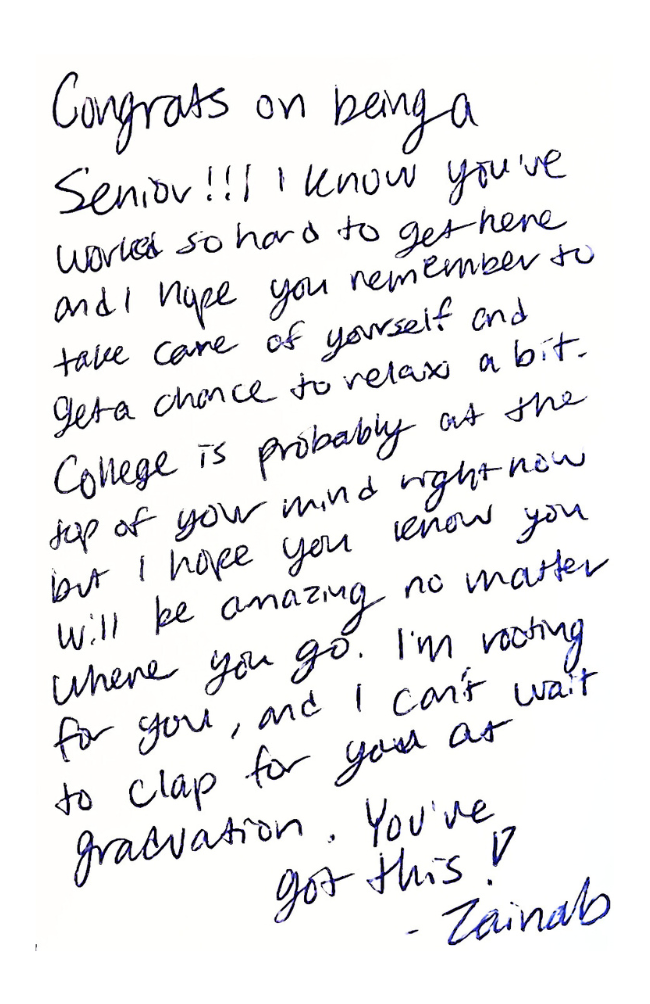 Congrats on being a
Senior!!! I know you've
worked so hard to get here
and I hope you remember to
take care of yourself and
get a chance to relax a bit.
College is probably at the
top of your mind right now
but I hope you know you
will be amazing no matter
where you go. I'm rooting
for you, and I can't wait
to clap for you at
graduation. You've
got this!
- Zainab